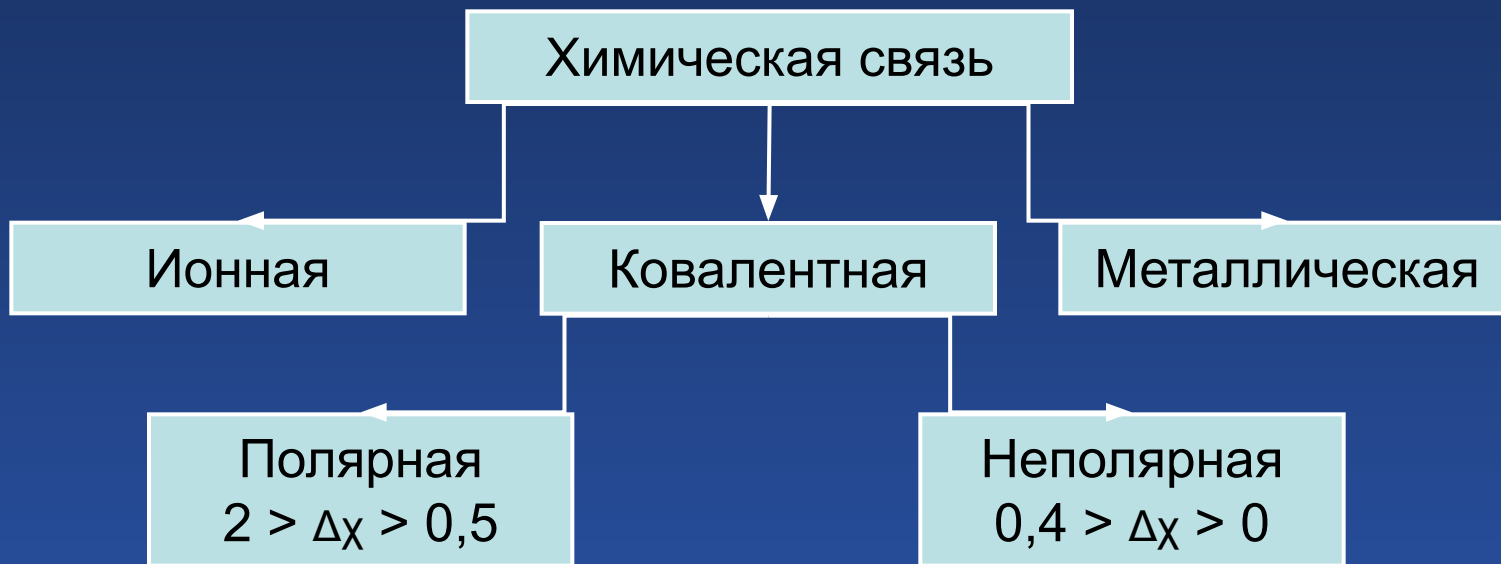 Химическая связь
Ионная
Ковалентная
Металлическая
Полярная
2 > Δχ > 0,5
Неполярная
0,4 > Δχ > 0